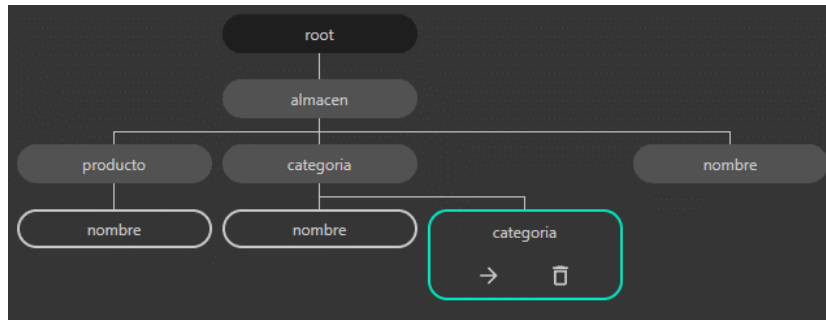 root
almacen
producto
categoria
nombre
nombre
nombre
categoria